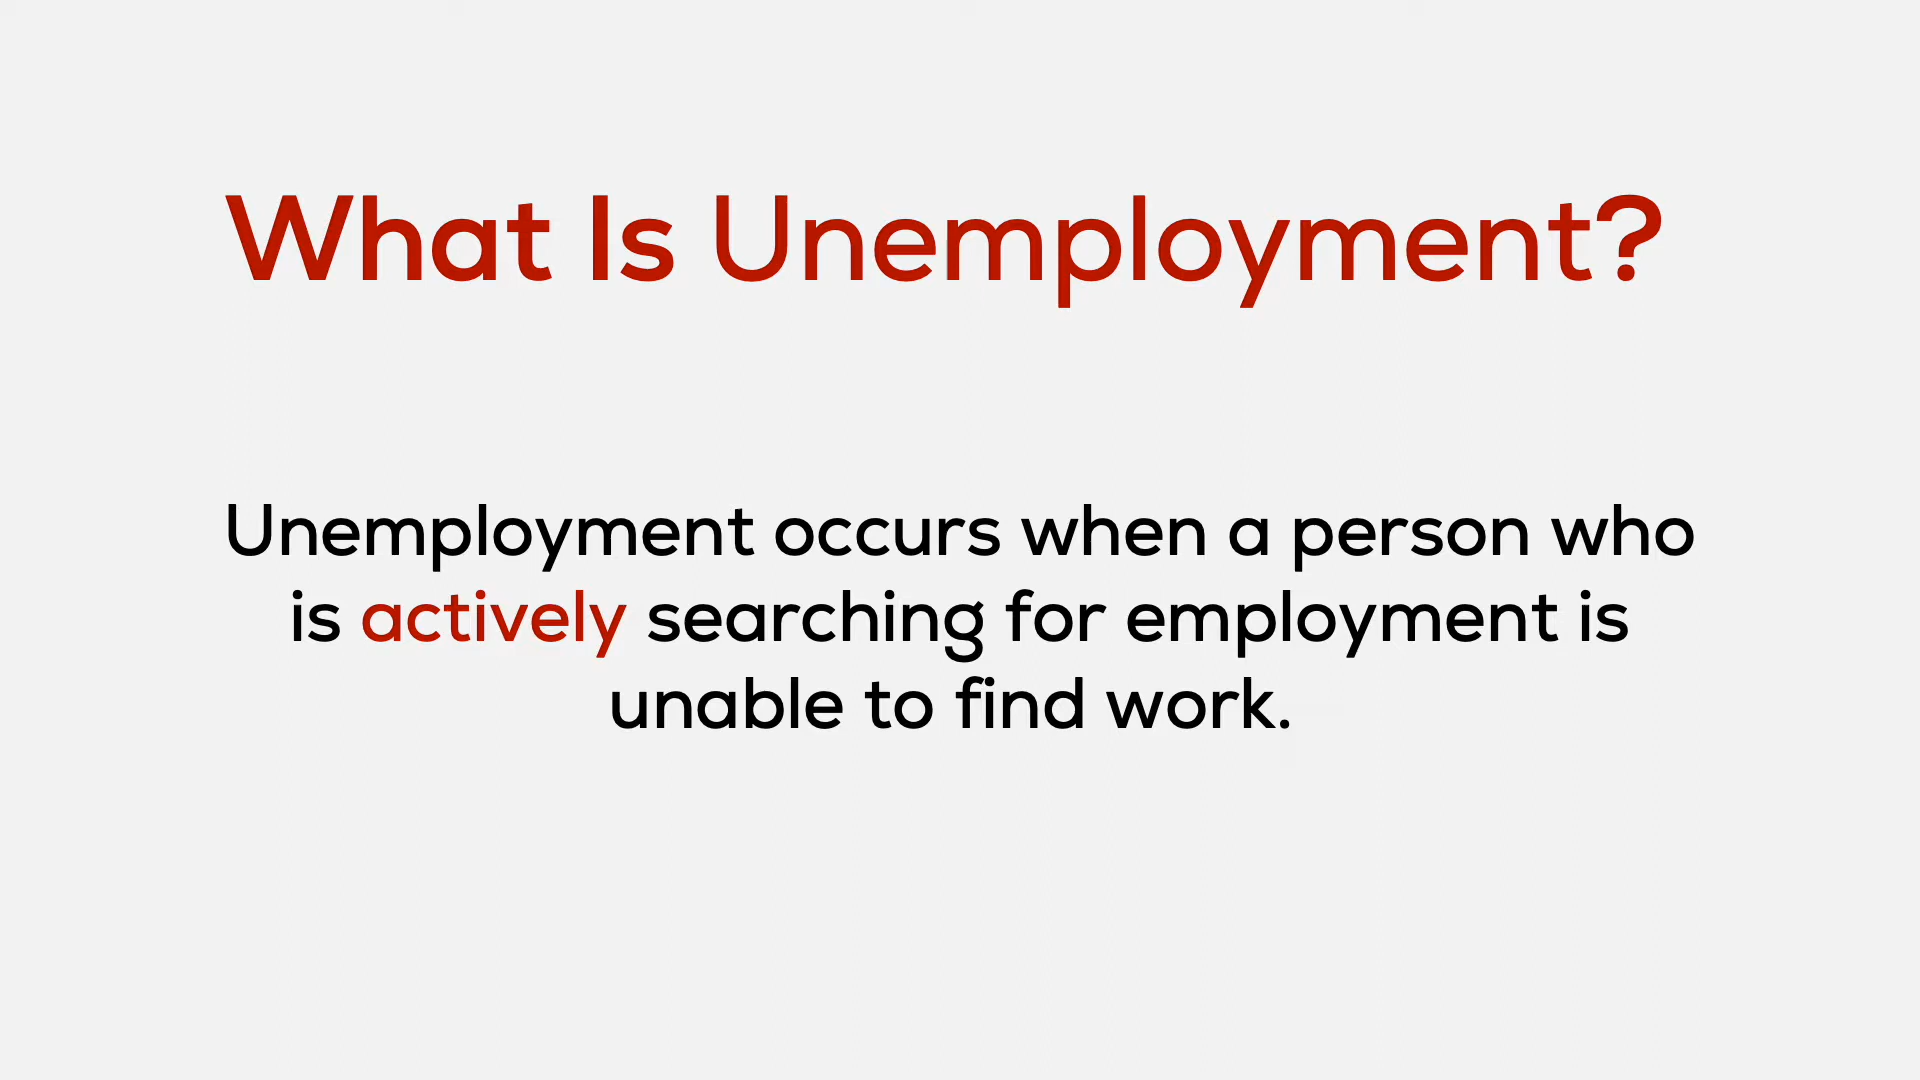 What Is Unemployment?
Unemployment occurs when a person who
is actively searching for employment is
unable to find work.